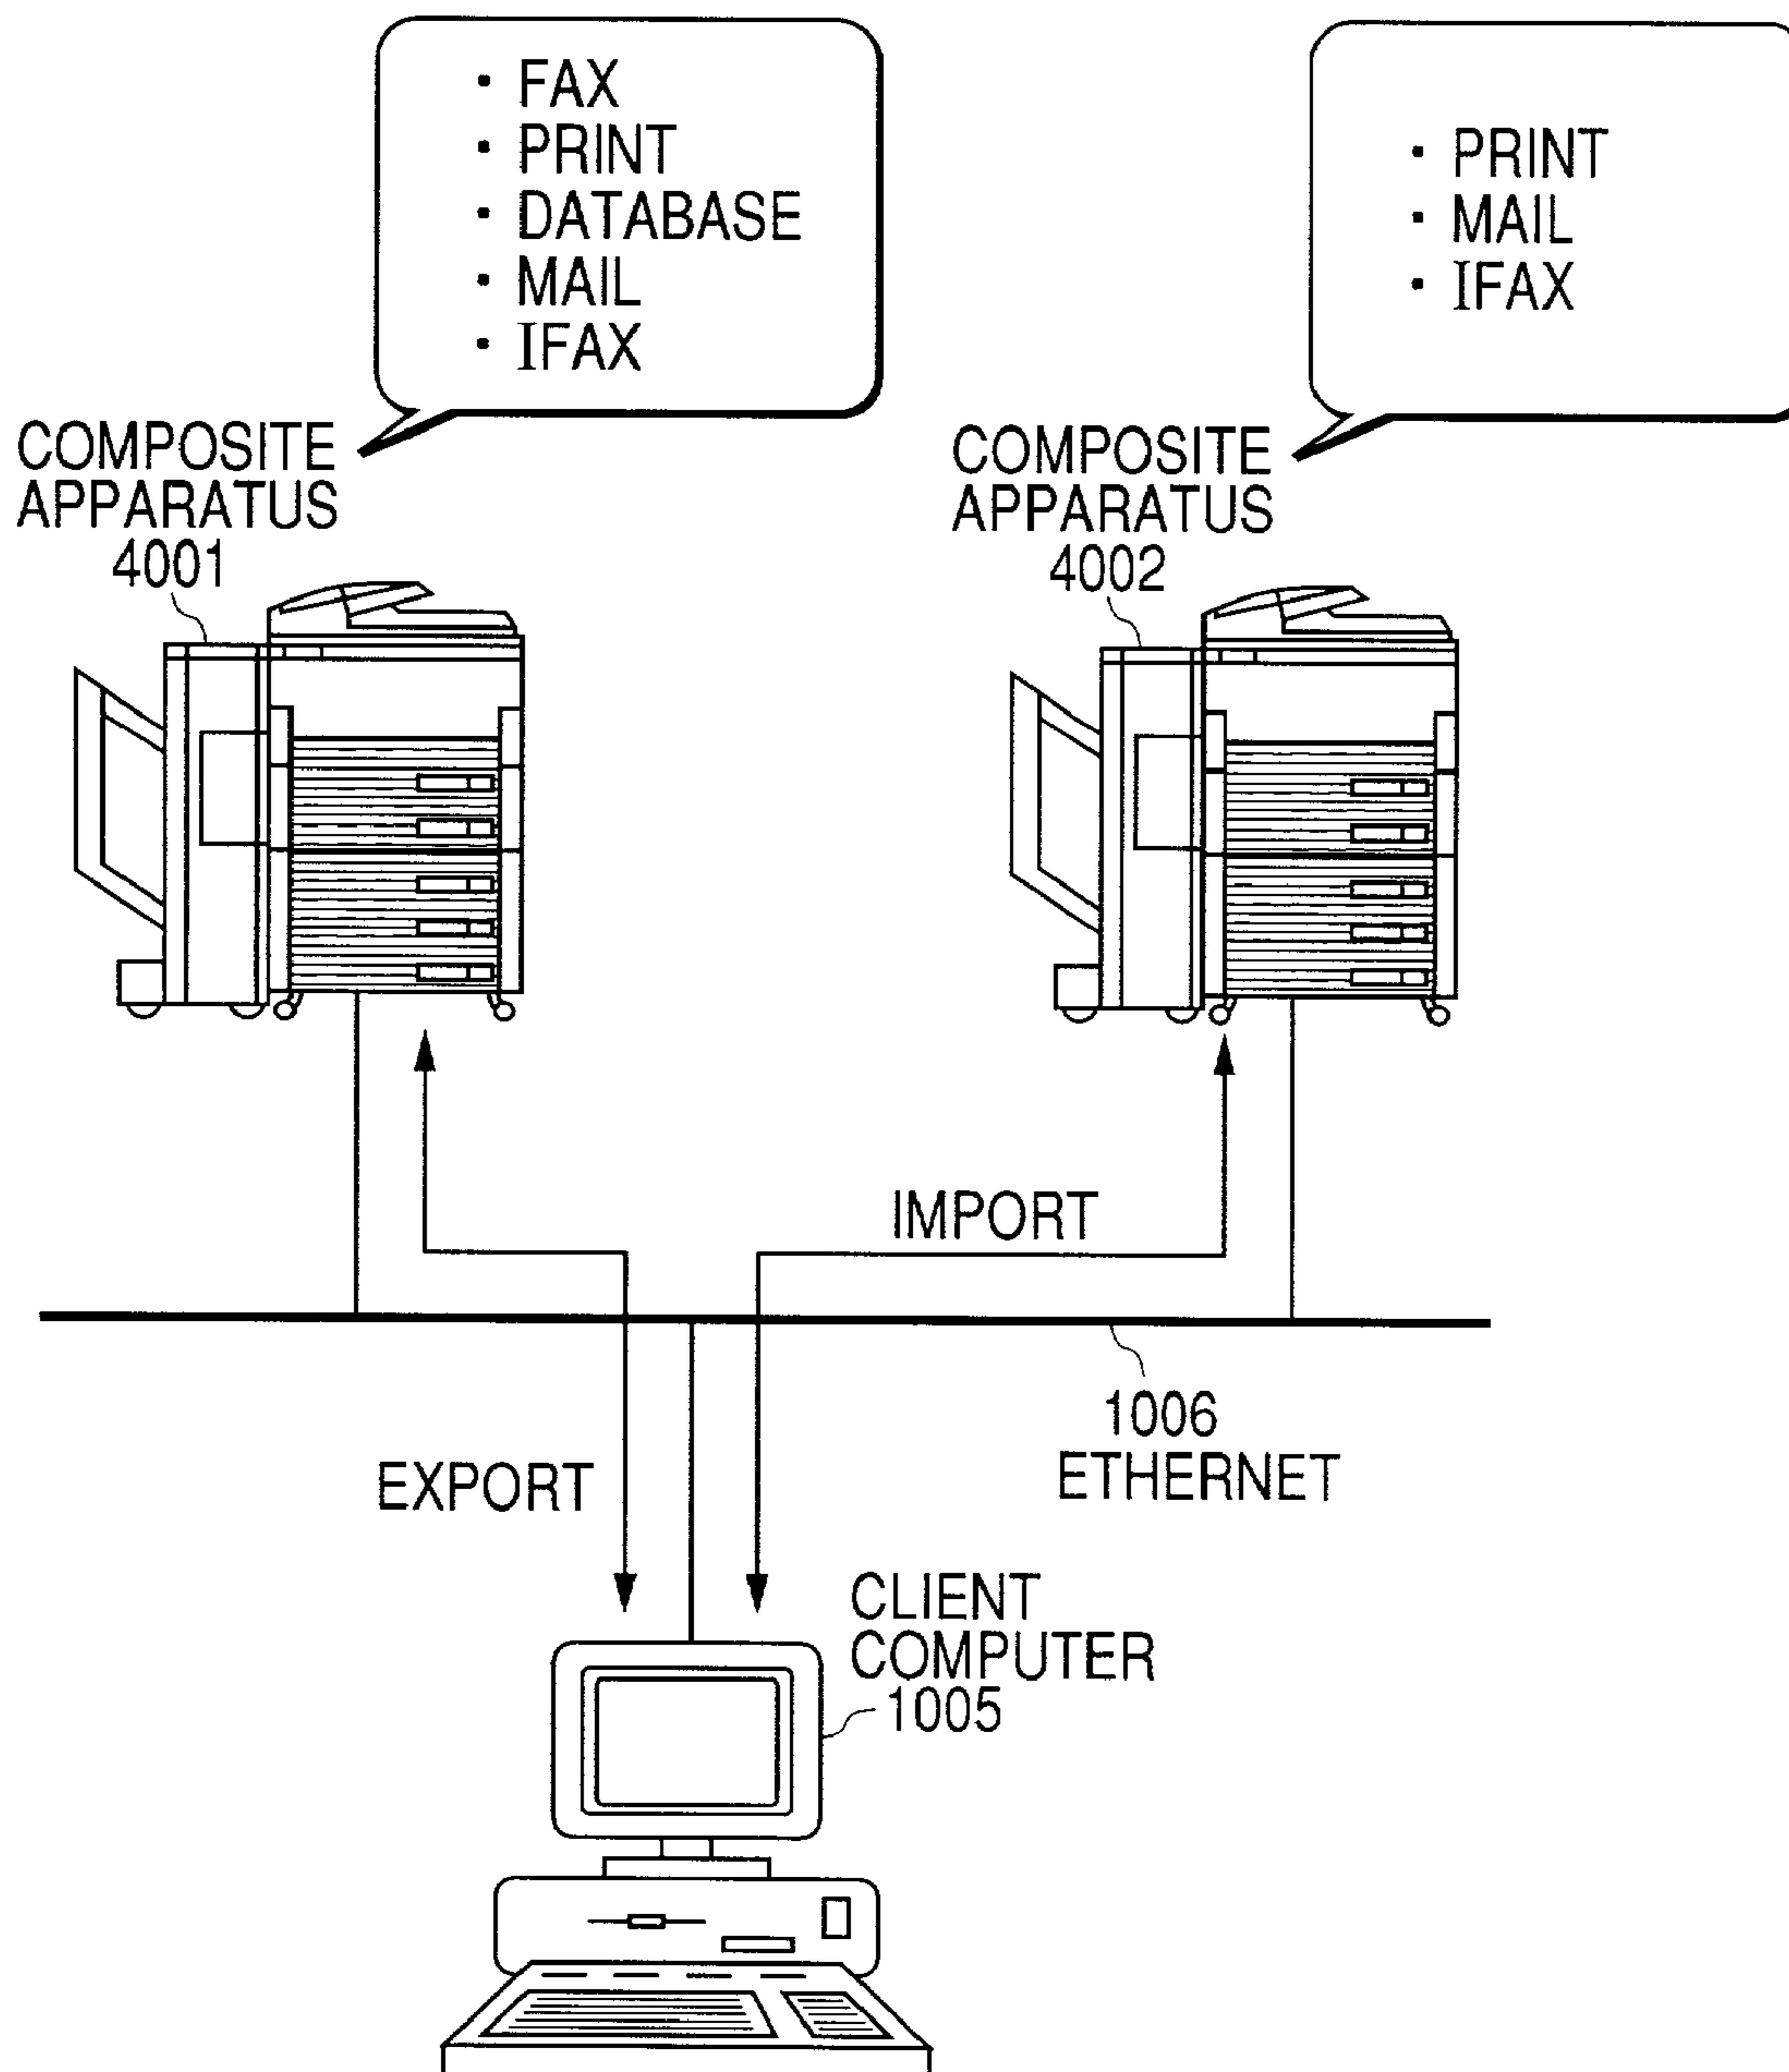 · FAX
· PRINT
· DATABASE
· MAIL
· IFAX
· PRINT
· MAIL
· IFAX
COMPOSITE
APPARATUS
4001
COMPOSITE
APPARATUS
4002
IMPORT
1006
ETHERNET
EXPORT
CLIENT
COMPUTER
1005